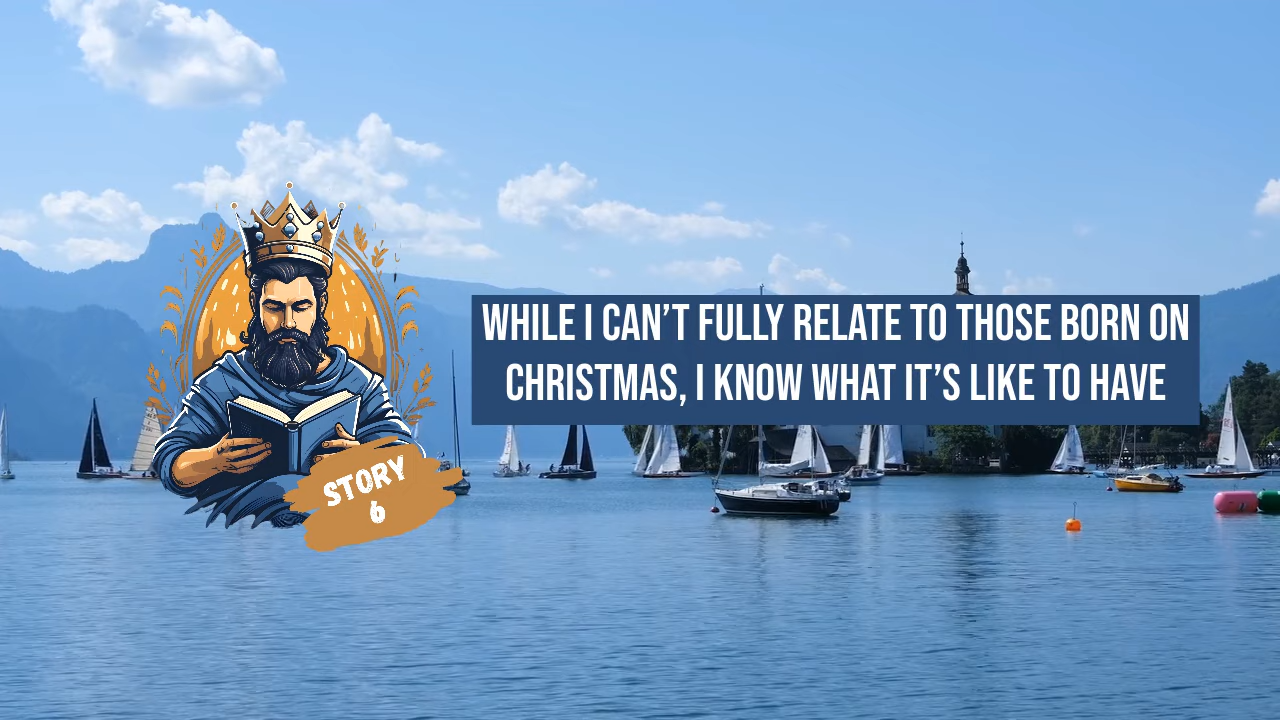 WHILE I CAN'T FULLY RELATE TO THOSE BORN ON
CHRISTMAS, I KNOW WHAT IT'S LIKE TO HAVE
STORY
6